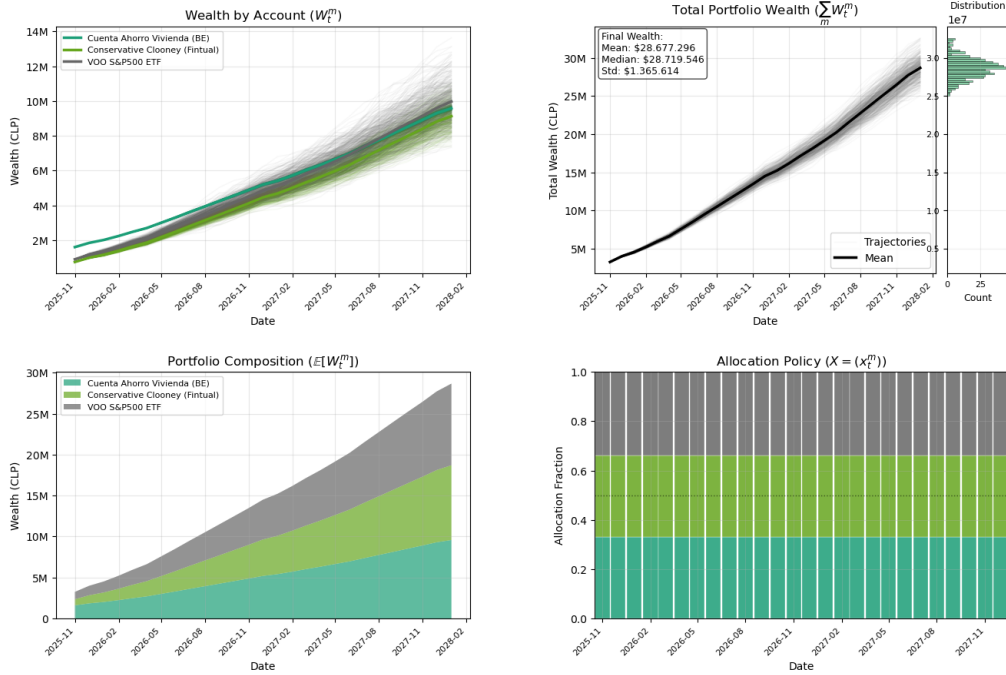 Wealth by Account (W_t^m)
14M
12M
10M
8M
6M
4M
2M
Wealth (CLP)
Cuenta Ahorro Vivienda (BE)
Conservative Clooney (Fintual)
VOO S&P500 ETF
2025-11
2026-02
2026-05
2026-08
2026-11
2027-02
2027-05
2027-08
2027-11
2028-02
Date
Total Portfolio Wealth (∑_m W_t^m)
30M
25M
20M
15M
10M
5M
Total Wealth (CLP)
Final Wealth:
Mean: $28.677.296
Median: $28.719.546
Std: $1.365.614
Trajectories
Mean
2025-11
2026-02
2026-05
2026-08
2026-11
2027-02
2027-05
2027-08
2027-11
2028-02
Date
Distribution
1e7
3.0
2.5
2.0
1.5
1.0
0.5
0
25
Count
Portfolio Composition (𝔼[W_t^m])
30M
25M
20M
15M
10M
5M
0
Wealth (CLP)
Cuenta Ahorro Vivienda (BE)
Conservative Clooney (Fintual)
VOO S&P500 ETF
2025-11
2026-02
2026-05
2026-08
2026-11
2027-02
2027-05
2027-08
2027-11
2028-02
Date
Allocation Policy (X = (x_t^m))
1.0
0.8
0.6
0.4
0.2
0.0
Allocation Fraction
2025-11
2026-02
2026-05
2026-08
2026-11
2027-02
2027-05
2027-08
2027-11
Date